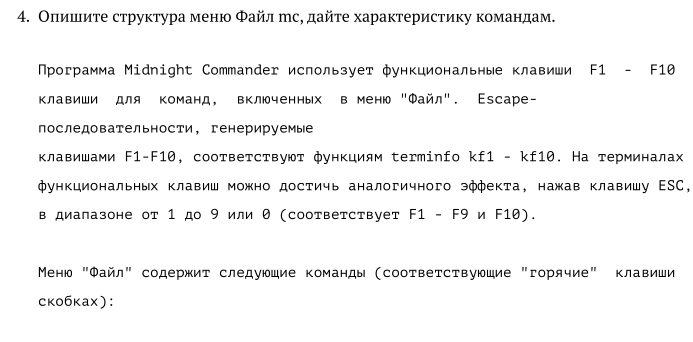 4. Опишите структура меню Файл mc, дайте характеристику командам.
Программа Midnight Commander использует функциональные клавиши F1 - F10
клавиши для команд, включенных в меню "Файл". Escape-
последовательности, генерируемые
клавишами F1-F10, соответствуют функциям terminfo kf1 - kf10. На терминалах
функциональных клавиш можно достичь аналогичного эффекта, нажав клавишу ESC,
в диапазоне от 1 до 9 или 0 (соответствует F1 - F9 и F10).
Меню "Файл" содержит следующие команды (соответствующие "горячие" клавиши
скобках):